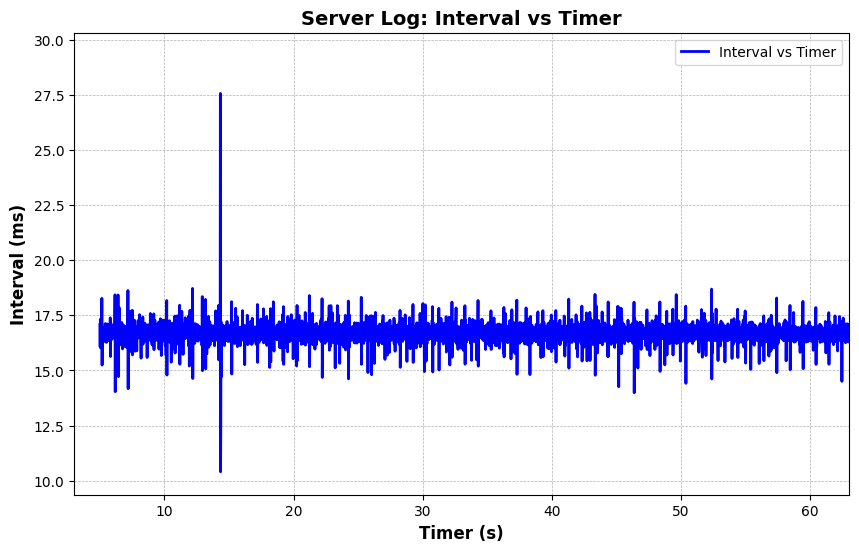 Server Log: Interval vs Timer
Interval vs Timer
30.0
27.5
25.0
22.5
20.0
17.5
15.0
12.5
10.0
Interval (ms)
10 20 30 40 50 60
Timer (s)